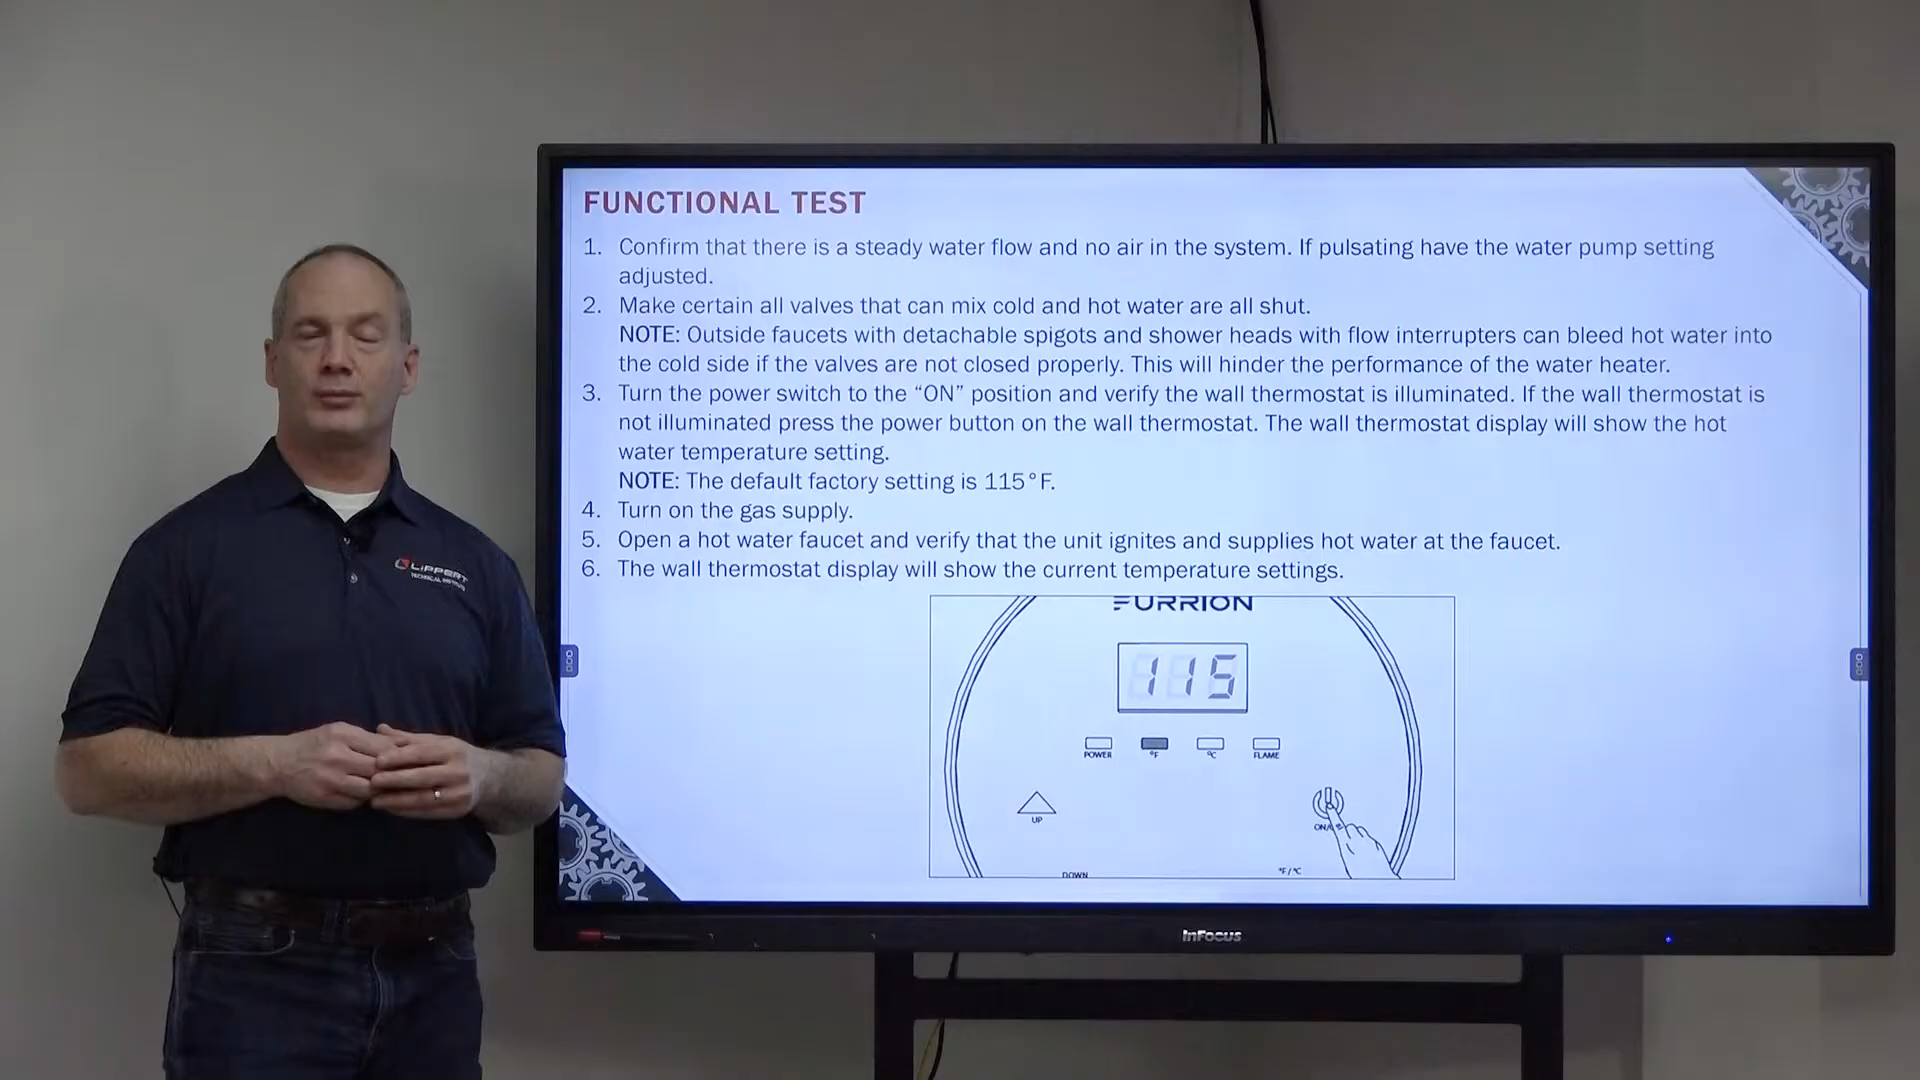 FUNCTIONAL TEST
1. Confirm that there is a steady water flow and no air in the system. If pulsating have the water pump setting
adjusted.
2. Make certain all valves that can mix cold and hot water are all shut.
NOTE: Outside faucets with detachable spigots and shower heads with flow interrupters can bleed hot water into
the cold side if the valves are not closed properly. This will hinder the performance of the water heater.
3. Turn the power switch to the “ON” position and verify the wall thermostat is illuminated. If the wall thermostat is
not illuminated press the power button on the wall thermostat. The wall thermostat display will show the hot
water temperature setting.
NOTE: The default factory setting is 115°F.
4. Turn on the gas supply.
5. Open a hot water faucet and verify that the unit ignites and supplies hot water at the faucet.
6. The wall thermostat display will show the current temperature settings.
FURRION
115
POWER °F °C FLAME
UP
DOWN °F/°C
LIPPERT
TECHNICAL
InFocus